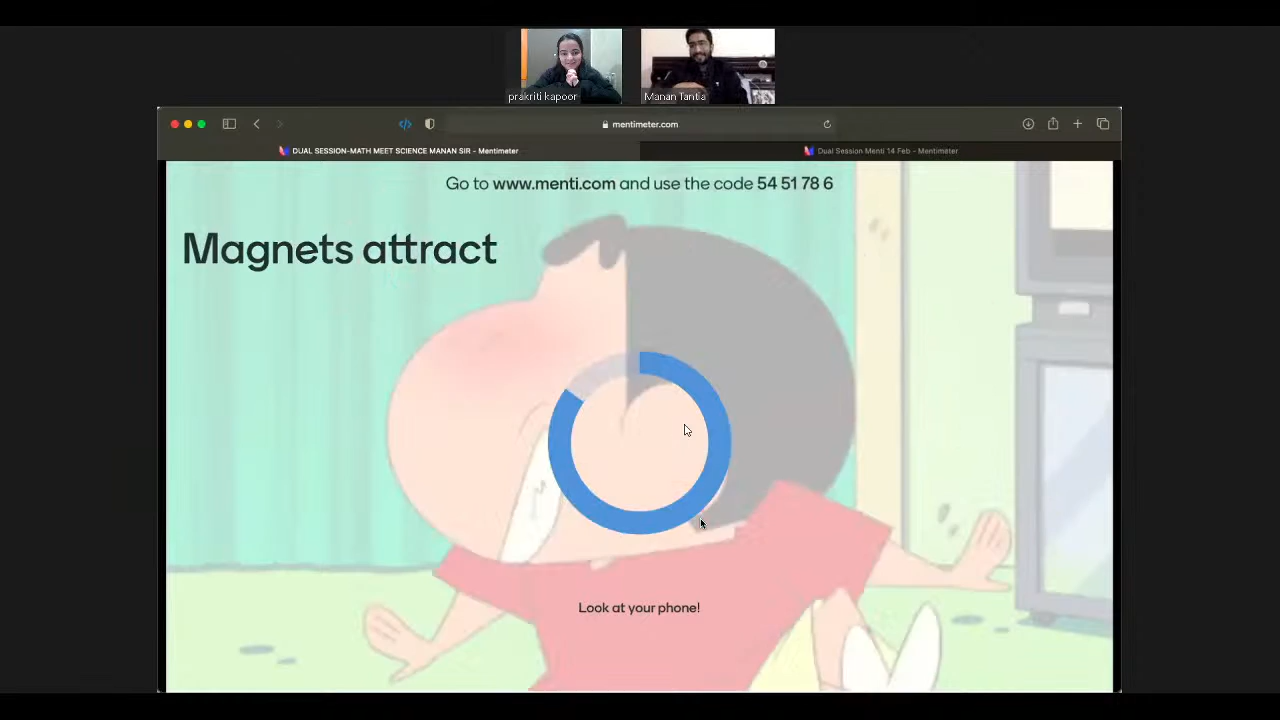 prakriti kapoor
Manan Tantia
mentimeter.com
DUAL SESSION-MATH MEET SCIENCE MANAN SIR - Mentimeter
Dual Session Menti 14 Feb - Mentimeter
Go to www.menti.com and use the code 54 51 78 6
Magnets attract
Look at your phone!